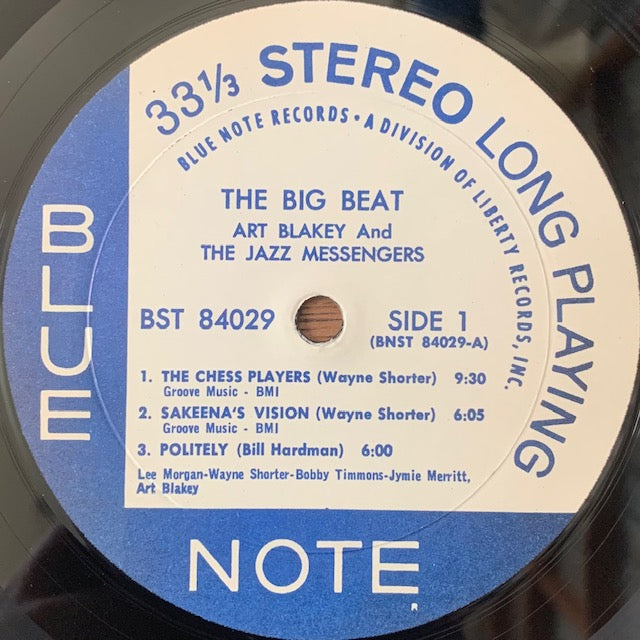 33⅓ STEREO LONG PLAYING
BLUE NOTE RECORDS • A DIVISION OF LIBERTY RECORDS, INC.
THE BIG BEAT
ART BLAKEY And
THE JAZZ MESSENGERS
BST 84029
SIDE 1
(BNST 84029-A)
1. THE CHESS PLAYERS (Wayne Shorter) 9:30
Groove Music - BMI
2. SAKEENA'S VISION (Wayne Shorter) 6:05
Groove Music - BMI
3. POLITELY (Bill Hardman) 6:00
Lee Morgan-Wayne Shorter-Bobby Timmons-Jymie Merritt,
Art Blakey
BLUE
NOTE